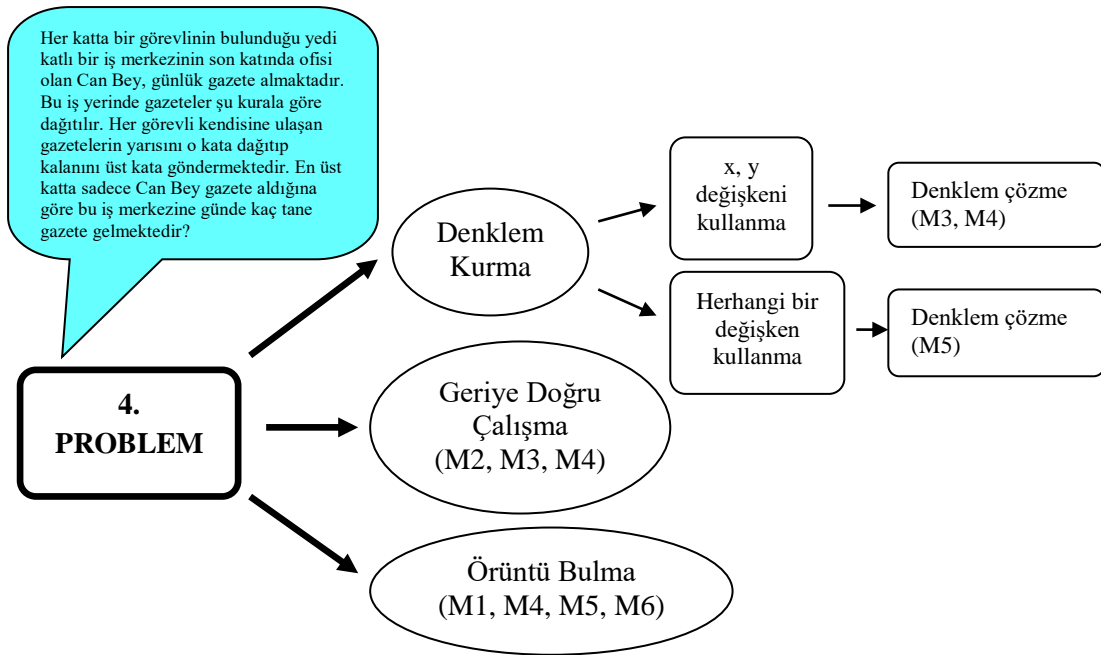 Her katta bir görevlinin bulunduğu yedi
katlı bir iş merkezinin son katında ofisi
olan Can Bey, günlük gazete almaktadır.
Bu iş yerinde gazeteler şu kurala göre
dağıtılır. Her görevli kendisine ulaşan
gazetelerin yarısını o kata dağıtıp
kalanını üst kata göndermektedir. En üst
katta sadece Can Bey gazete aldığına
göre bu iş merkezine günde kaç tane
gazete gelmektedir?
4.
PROBLEM
Denklem
Kurma
x, y
değişkeni
kullanma
Denklem çözme
(M3, M4)
Herhangi bir
değişken
kullanma
Denklem çözme
(M5)
Geriye Doğru
Çalışma
(M2, M3, M4)
Örüntü Bulma
(M1, M4, M5, M6)